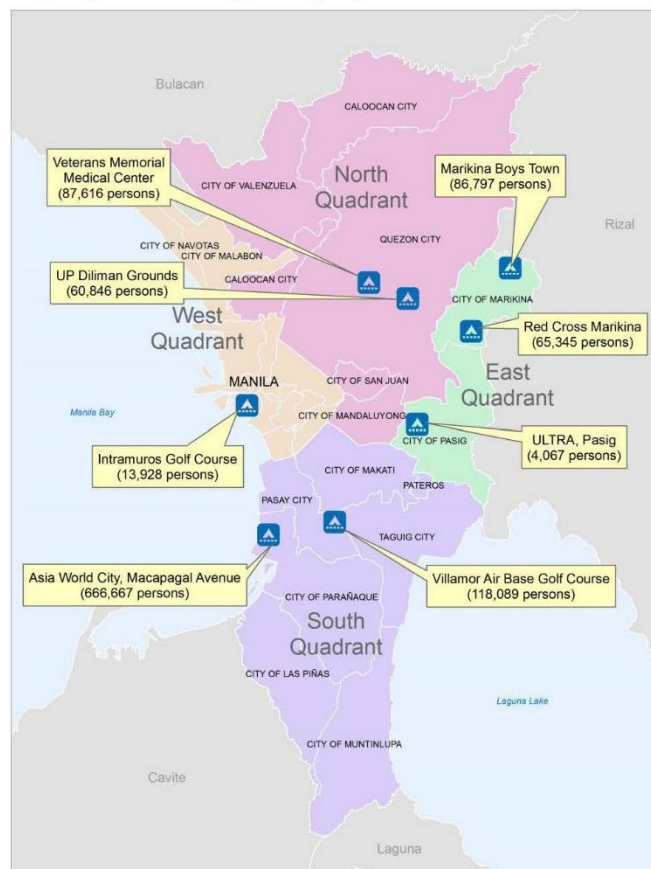 Bulacan
CALOOCAN CITY
Veterans Memorial
Medical Center
(87,616 persons)
Marikina Boys Town
(86,797 persons)
CITY OF VALENZUELA
North
Quadrant
Rizal
CITY OF NAVOTAS
CITY OF MALABON
QUEZON CITY
UP Diliman Grounds
(60,846 persons)
CALOOCAN CITY
CITY OF MARIKINA
West
Quadrant
Red Cross Marikina
(65,345 persons)
East
Quadrant
CITY OF SAN JUAN
MANILA
Manila Bay
CITY OF MANDALUYONG
CITY OF PASIG
ULTRA, Pasig
(4,067 persons)
Intramuros Golf Course
(13,928 persons)
CITY OF MAKATI
PATEROS
PASAY CITY
TAGUIG CITY
Asia World City, Macapagal Avenue
(666,667 persons)
Villamor Air Base Golf Course
(118,089 persons)
CITY OF PARAÑAQUE
South
Quadrant
CITY OF LAS PIÑAS
Laguna Lake
CITY OF MUNTINLUPA
Cavite
Laguna